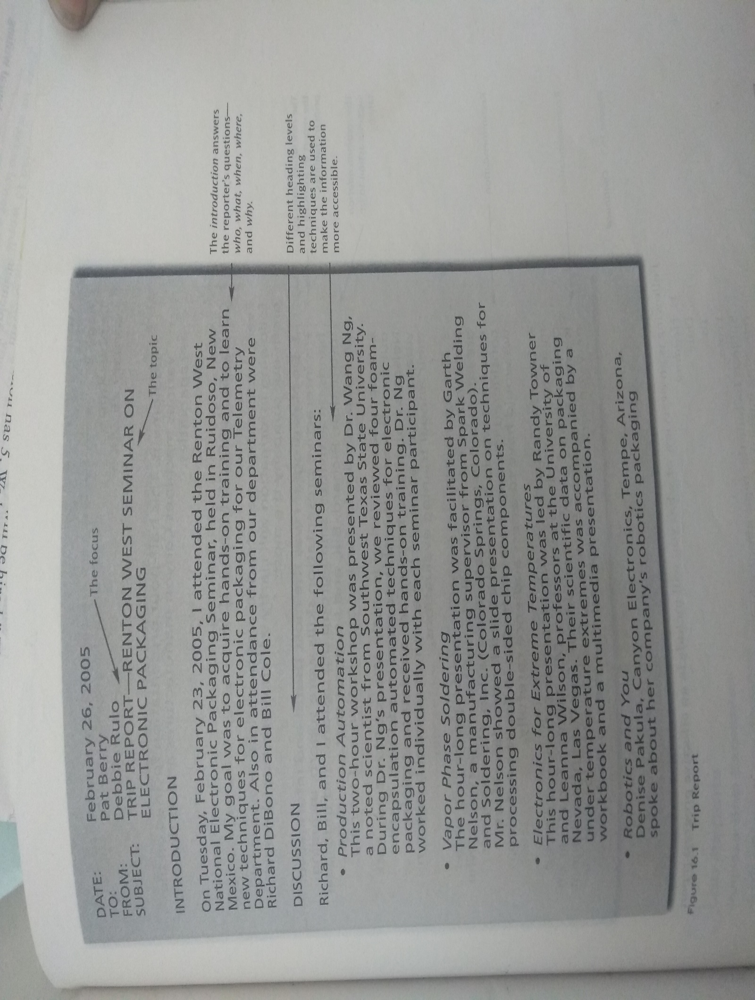 DATE: February 26, 2005
TO: Pat Berry
FROM: Debbie Rulo
SUBJECT: TRIP REPORT—RENTON WEST SEMINAR ON
ELECTRONIC PACKAGING
The focus
The topic
INTRODUCTION
On Tuesday, February 23, 2005, I attended the Renton West
National Electronic Packaging Seminar, held in Ruidoso, New
Mexico. My goal was to acquire hands-on training and to learn
new techniques for electronic packaging for our Telemetry
Department. Also in attendance from our department were
Richard DiBono and Bill Cole.
The introduction answers
the reporter's questions—
who, what, when, where,
and why.
DISCUSSION
Different heading levels
and highlighting
techniques are used to
make the information
more accessible.
Richard, Bill, and I attended the following seminars:
• Production Automation
This two-hour workshop was presented by Dr. Wang Ng,
a noted scientist from Southwest Texas State University.
During Dr. Ng's presentation, we reviewed four foam-
encapsulation automated techniques for electronic
packaging and received hands-on training. Dr. Ng
worked individually with each seminar participant.
• Vapor Phase Soldering
The hour-long presentation was facilitated by Garth
Nelson, a manufacturing supervisor from Spark Welding
and Soldering, Inc. (Colorado Springs, Colorado).
Mr. Nelson showed a slide presentation on techniques for
processing double-sided chip components.
• Electronics for Extreme Temperatures
This hour-long presentation was led by Randy Towner
and Leanna Wilson, professors at the University of
Nevada, Las Vegas. Their scientific data on packaging
under temperature extremes was accompanied by a
workbook and a multimedia presentation.
• Robotics and You
Denise Pakula, Canyon Electronics, Tempe, Arizona,
spoke about her company's robotics packaging
Figure 16.1 Trip Report